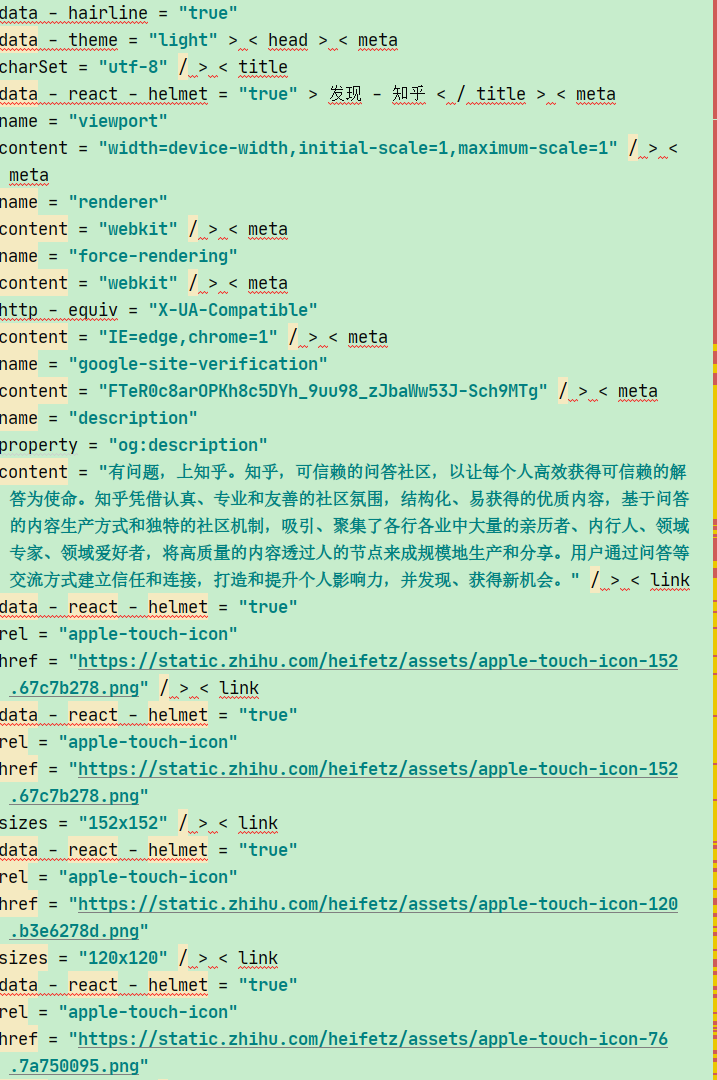 data - hairline = "true"
data - theme = "light" > < head > < meta
charSet = "utf-8" / > < title
data - react - helmet = "true" > 发现 - 知乎 < / title > < meta
name = "viewport"
content = "width=device-width,initial-scale=1,maximum-scale=1" / > <
meta
name = "renderer"
content = "webkit" / > < meta
name = "force-rendering"
content = "webkit" / > < meta
http - equiv = "X-UA-Compatible"
content = "IE=edge,chrome=1" / > < meta
name = "google-site-verification"
content = "FTeR0c8arOPKh8c5DYh_9uu98_zJbaWw53J-Sch9MTg" / > < meta
name = "description"
property = "og:description"
content = "有问题，上知乎。知乎，可信赖的问答社区，以让每个人高效获得可信赖的解
答为使命。知乎凭借认真、专业和友善的社区氛围，结构化、易获得的优质内容，基于问答
的内容生产方式和独特的社区机制，吸引、聚集了各行各业中大量的亲历者、内行人、领域
专家、领域爱好者，将高质量的内容透过人的节点来成规模地生产和分享。用户通过问答等
交流方式建立信任和连接，打造和提升个人影响力，并发现、获得新机会。" / > < link
data - react - helmet = "true"
rel = "apple-touch-icon"
href = "https://static.zhihu.com/heifetz/assets/apple-touch-icon-152
.67c7b278.png" / > < link
data - react - helmet = "true"
rel = "apple-touch-icon"
href = "https://static.zhihu.com/heifetz/assets/apple-touch-icon-152
.67c7b278.png"
sizes = "152x152" / > < link
data - react - helmet = "true"
rel = "apple-touch-icon"
href = "https://static.zhihu.com/heifetz/assets/apple-touch-icon-120
.b3e6278d.png"
sizes = "120x120" / > < link
data - react - helmet = "true"
rel = "apple-touch-icon"
href = "https://static.zhihu.com/heifetz/assets/apple-touch-icon-76
.7a750095.png"